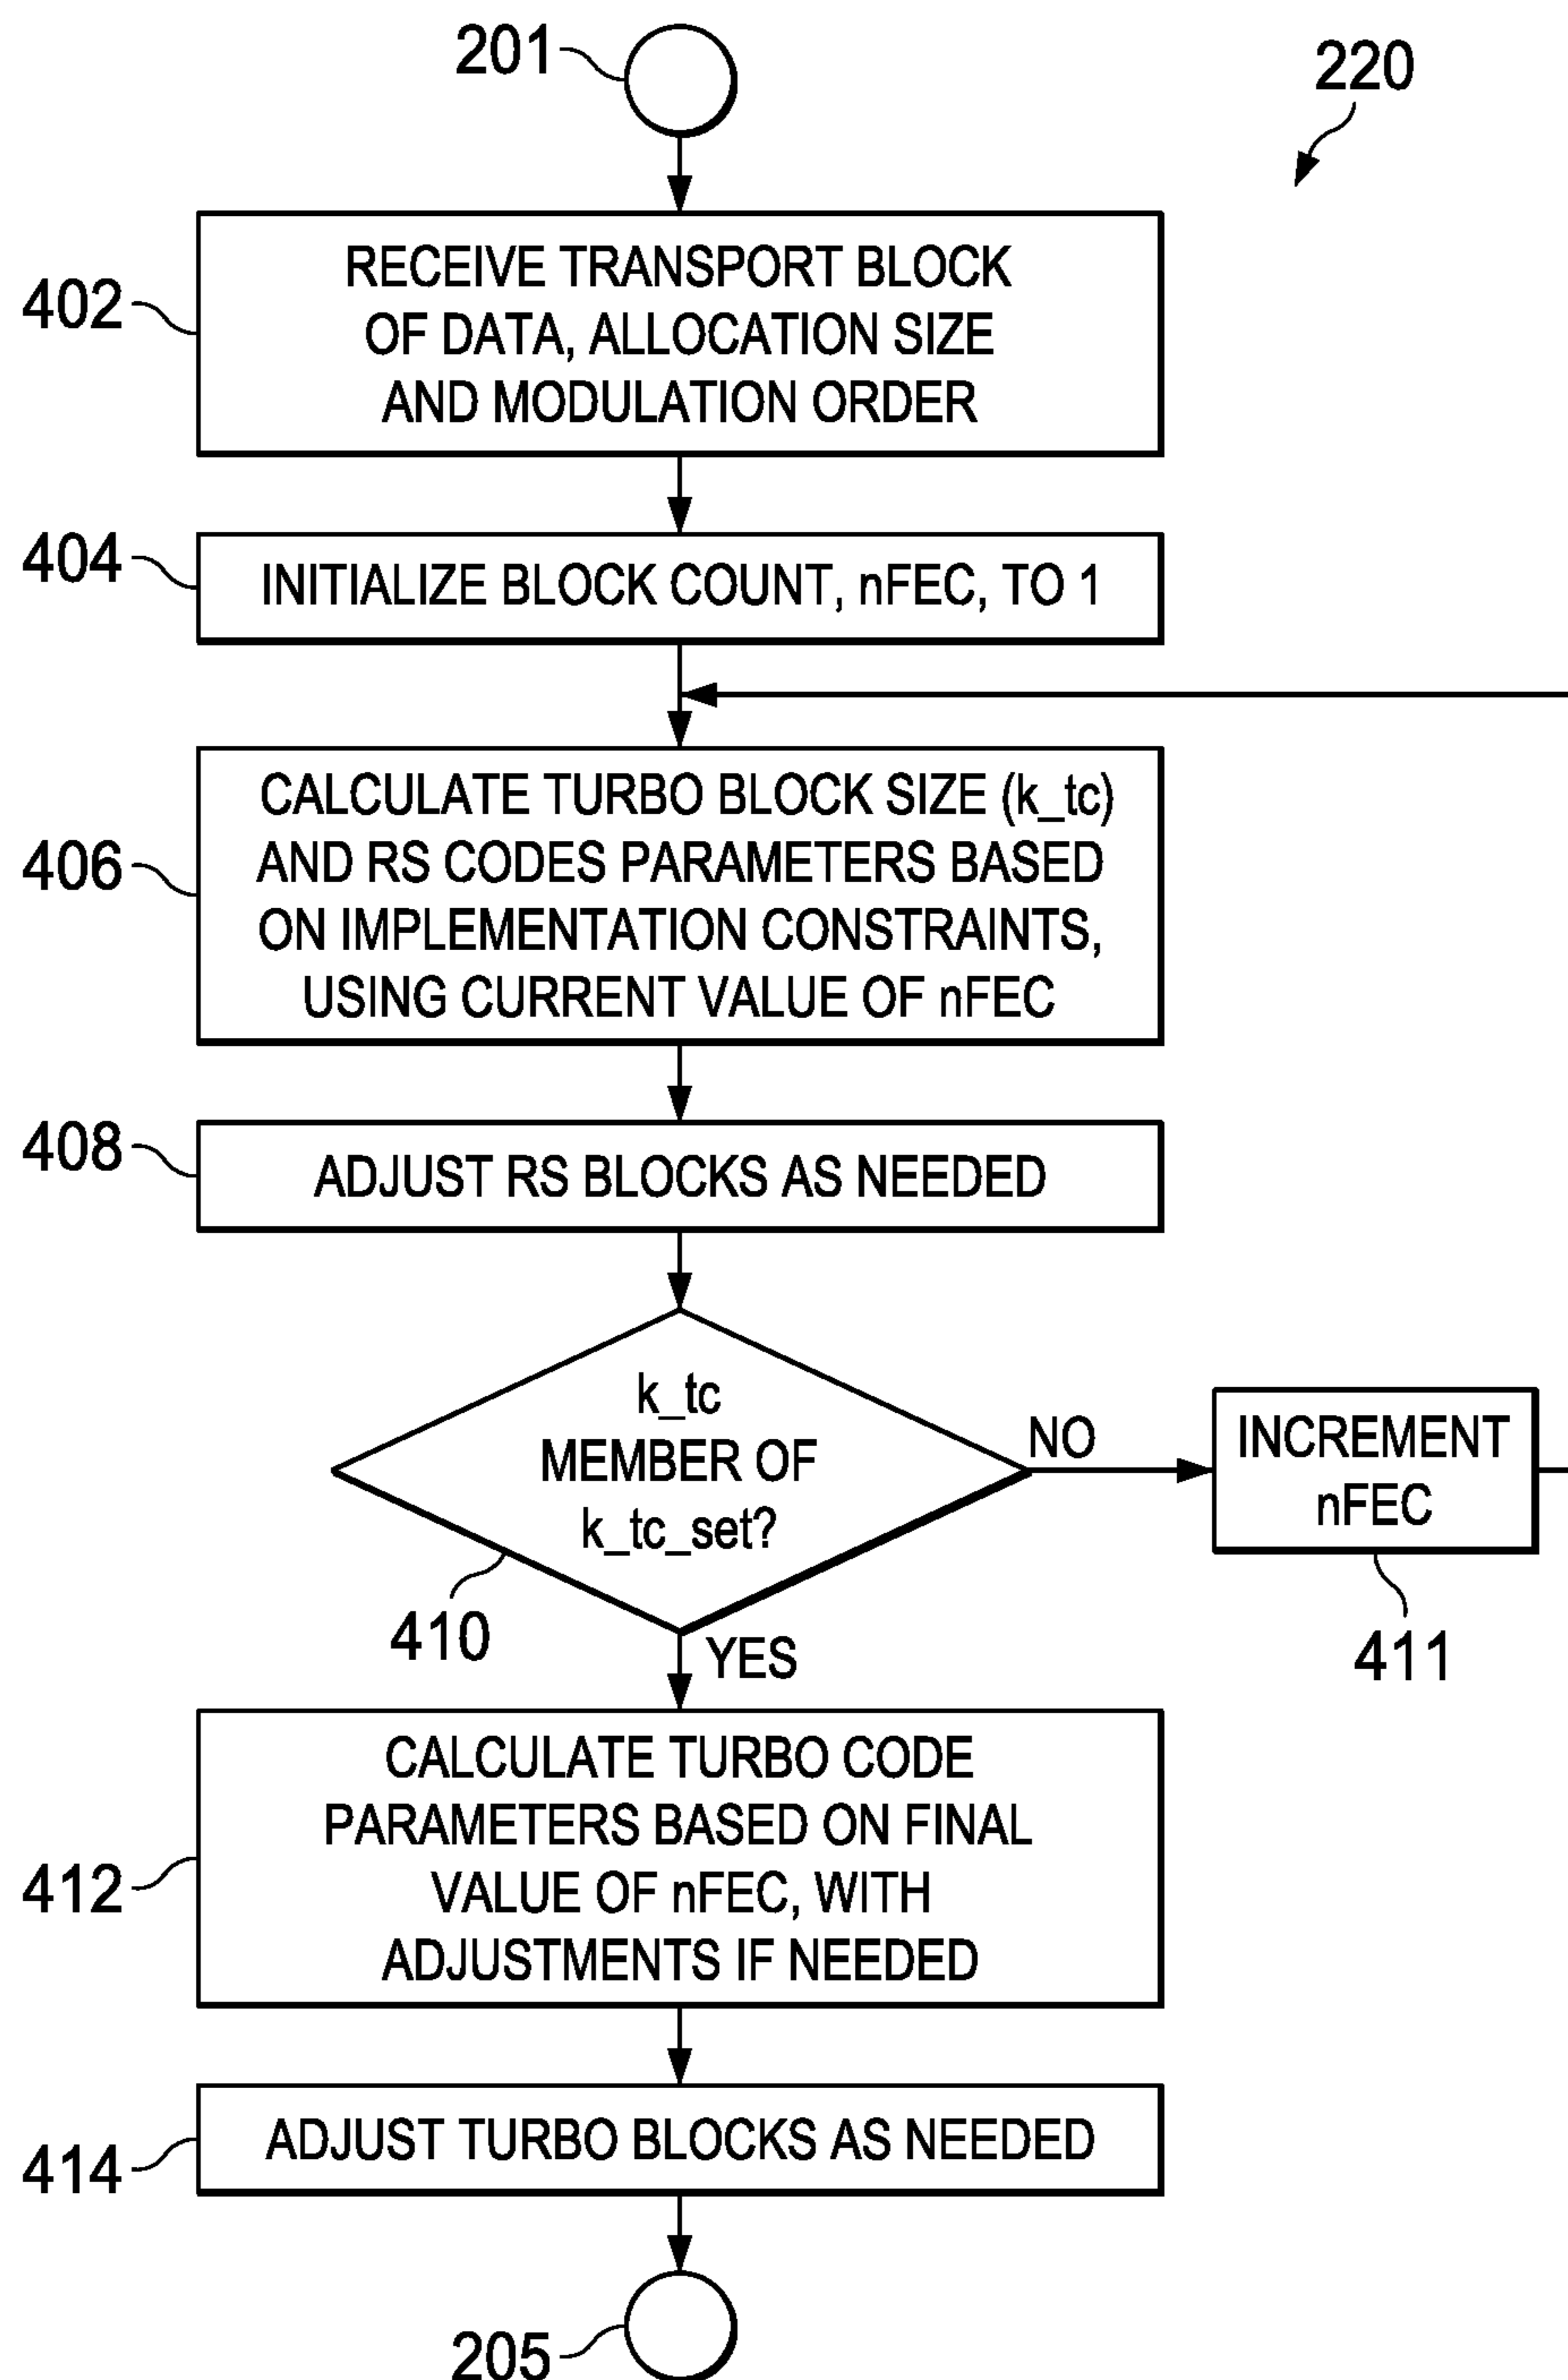 201
220
402
RECEIVE TRANSPORT BLOCK
OF DATA, ALLOCATION SIZE
AND MODULATION ORDER
404
INITIALIZE BLOCK COUNT, nFEC, TO 1
406
CALCULATE TURBO BLOCK SIZE (k_tc)
AND RS CODES PARAMETERS BASED
ON IMPLEMENTATION CONSTRAINTS,
USING CURRENT VALUE OF nFEC
408
ADJUST RS BLOCKS AS NEEDED
k_tc
MEMBER OF
k_tc_set?
410
NO
INCREMENT
nFEC
411
YES
412
CALCULATE TURBO CODE
PARAMETERS BASED ON FINAL
VALUE OF nFEC, WITH
ADJUSTMENTS IF NEEDED
414
ADJUST TURBO BLOCKS AS NEEDED
205